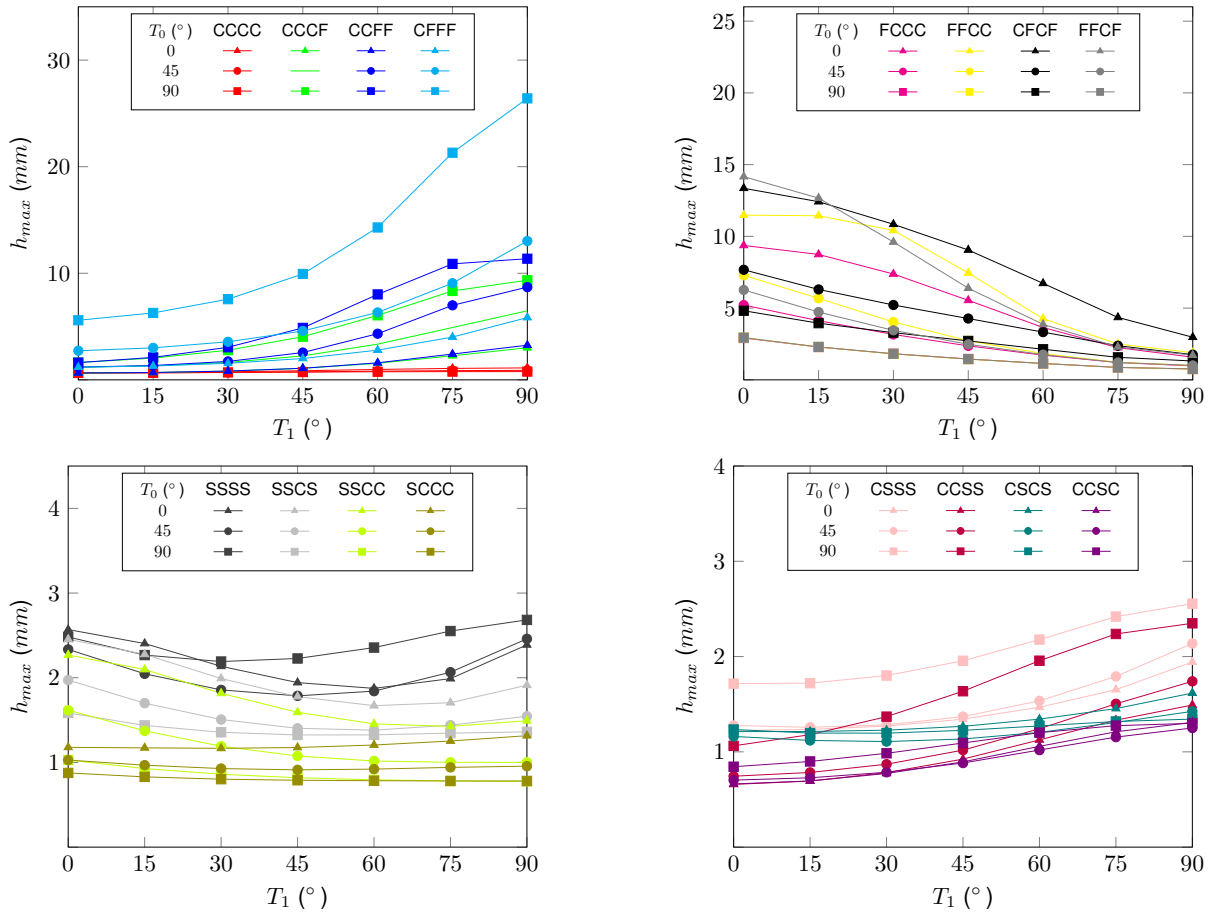 T₀ (°) CCCC CCCF CCFF CFFF
0
45
90
30
20
10
h_max (mm)
0 15 30 45 60 75 90
T₁ (°)
T₀ (°) FCCC FFCC CFCF FFCF
0
45
90
25
20
15
10
5
h_max (mm)
0 15 30 45 60 75 90
T₁ (°)
T₀ (°) SSSS SSCS SSCC SCCC
0
45
90
4
3
2
1
h_max (mm)
0 15 30 45 60 75 90
T₁ (°)
T₀ (°) CSSS CCSS CSCS CCSC
0
45
90
4
3
2
1
h_max (mm)
0 15 30 45 60 75 90
T₁ (°)